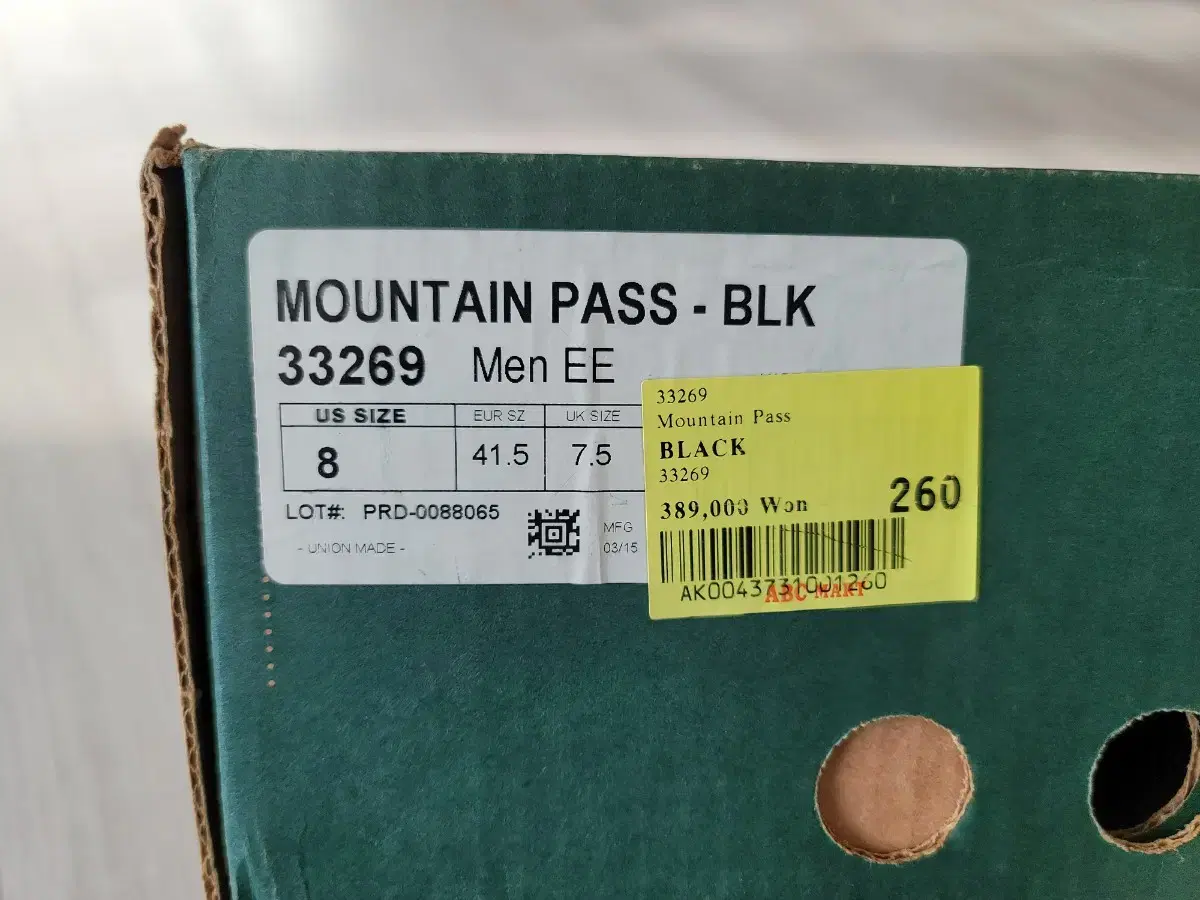 MOUNTAIN PASS - BLK
33269 Men EE
US SIZE EUR SZ UK SIZE
8 41.5 7.5
LOT#: PRD-0088065
- UNION MADE -
MFG
03/15
33269
Mountain Pass
BLACK
33269
389,000 Won
260
AK0043731001260
ABC MART